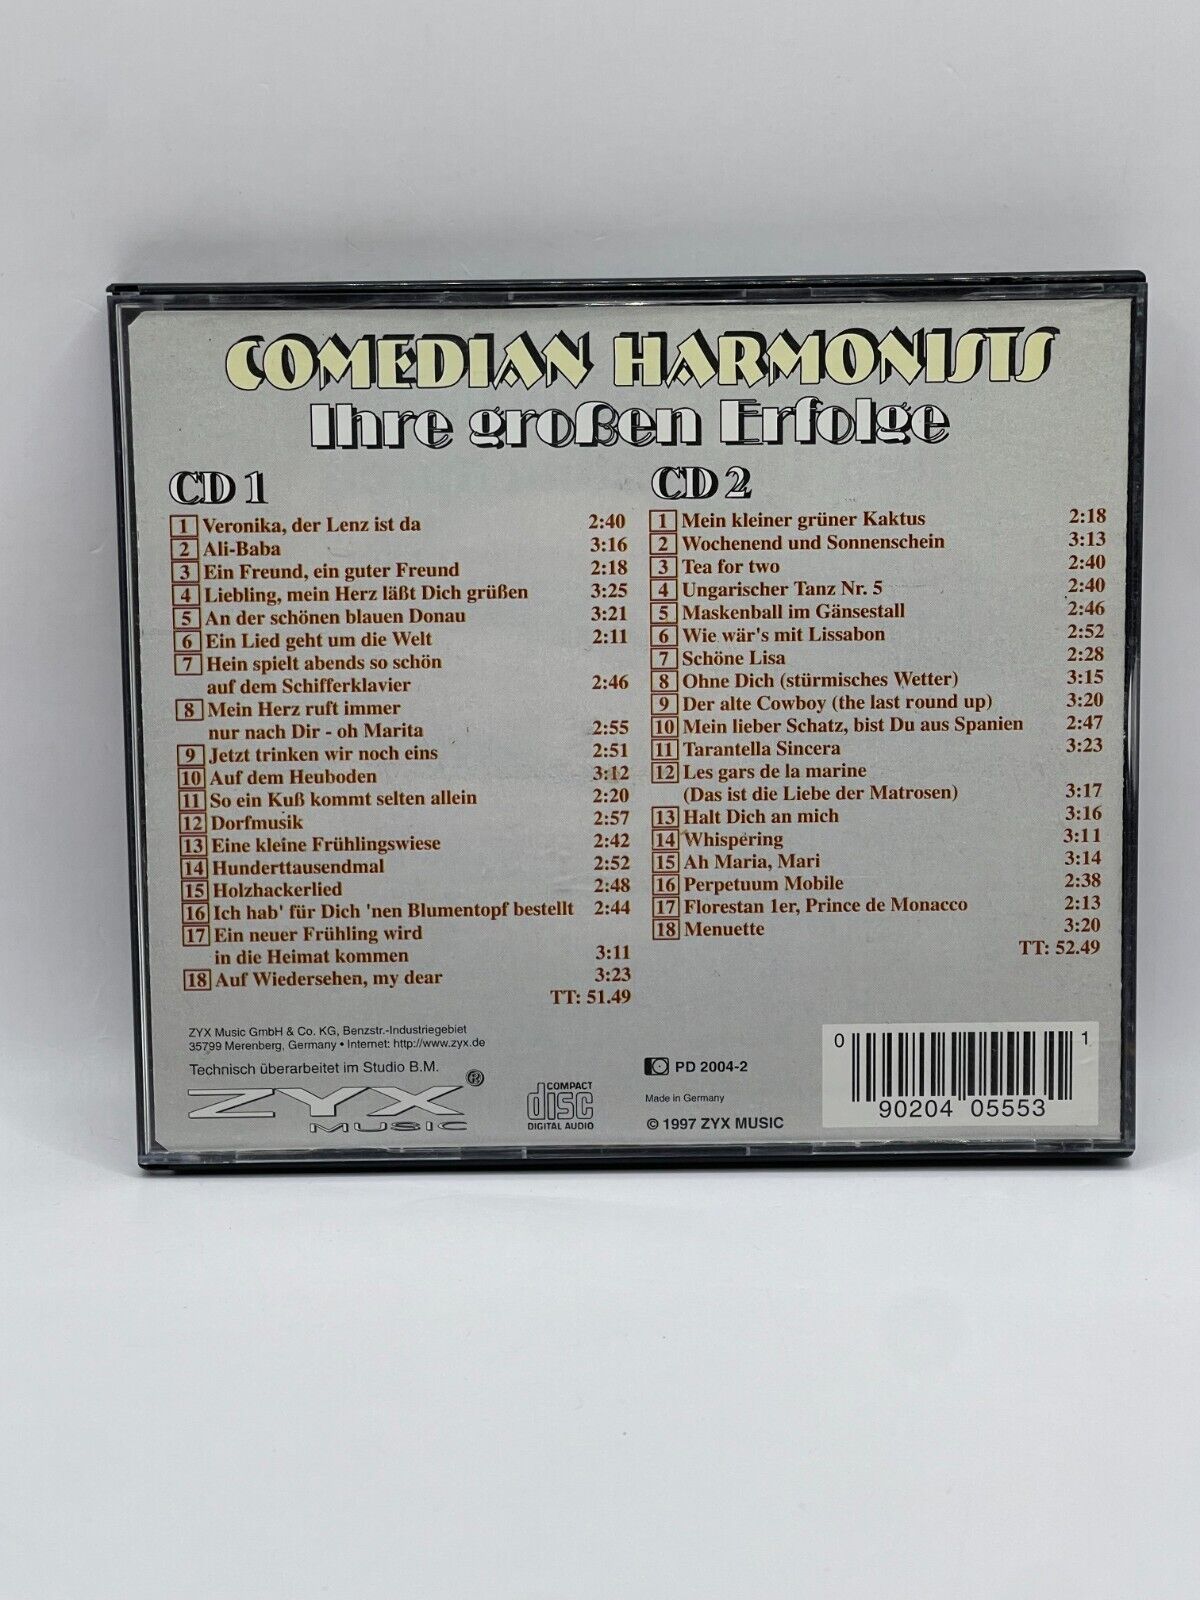 COMEDIAN HARMONISTS
Ihre großen Erfolge
CD 1
1 Veronika, der Lenz ist da 2:40
2 Ali-Baba 3:16
3 Ein Freund, ein guter Freund 2:18
4 Liebling, mein Herz läßt Dich grüßen 3:25
5 An der schönen blauen Donau 3:21
6 Ein Lied geht um die Welt 2:11
7 Hein spielt abends so schön
auf dem Schifferklavier 2:46
8 Mein Herz ruft immer
nur nach Dir - oh Marita 2:55
9 Jetzt trinken wir noch eins 2:51
10 Auf dem Heuboden 3:12
11 So ein Kuß kommt selten allein 2:20
12 Dorfmusik 2:57
13 Eine kleine Frühlingswiese 2:42
14 Hunderttausendmal 2:52
15 Holzhackerlied 2:48
16 Ich hab' für Dich 'nen Blumentopf bestellt 2:44
17 Ein neuer Frühling wird
in die Heimat kommen 3:11
18 Auf Wiedersehen, my dear 3:23
TT: 51.49
CD 2
1 Mein kleiner grüner Kaktus 2:18
2 Wochenend und Sonnenschein 3:13
3 Tea for two 2:40
4 Ungarischer Tanz Nr. 5 2:40
5 Maskenball im Gänsestall 2:46
6 Wie wär's mit Lissabon 2:52
7 Schöne Lisa 2:28
8 Ohne Dich (stürmisches Wetter) 3:15
9 Der alte Cowboy (the last round up) 3:20
10 Mein lieber Schatz, bist Du aus Spanien 2:47
11 Tarantella Sincera 3:23
12 Les gars de la marine
(Das ist die Liebe der Matrosen) 3:17
13 Halt Dich an mich 3:16
14 Whispering 3:11
15 Ah Maria, Mari 3:14
16 Perpetuum Mobile 2:38
17 Florestan 1er, Prince de Monacco 2:13
18 Menuette 3:20
TT: 52.49
ZYX Music GmbH & Co. KG, Benzstr.-Industriegebiet
35799 Merenberg, Germany • Internet: http://www.zyx.de
Technisch überarbeitet im Studio B.M.
ZYX®
MUSIC
COMPACT
disc
DIGITAL AUDIO
PD 2004-2
Made in Germany
© 1997 ZYX MUSIC
0 90204 05553 1